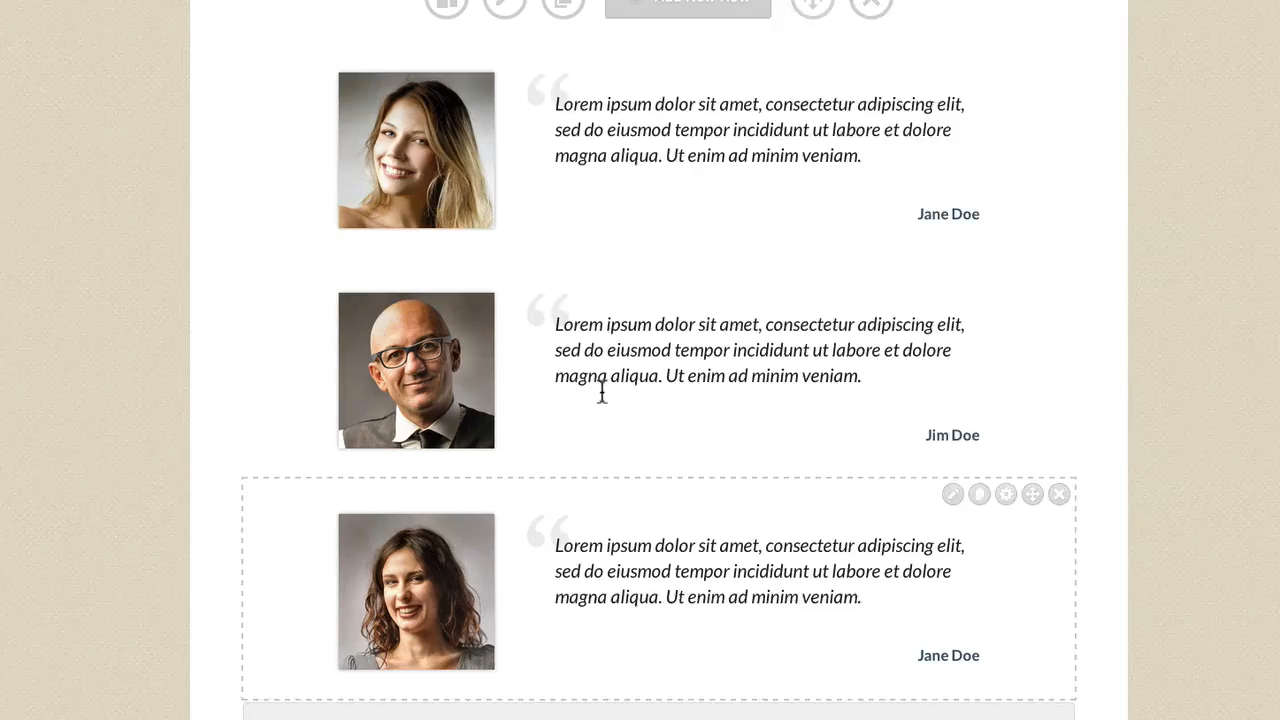 Lorem ipsum dolor sit amet, consectetur adipiscing elit,
sed do eiusmod tempor incididunt ut labore et dolore
magna aliqua. Ut enim ad minim veniam.
Jane Doe
Lorem ipsum dolor sit amet, consectetur adipiscing elit,
sed do eiusmod tempor incididunt ut labore et dolore
magna aliqua. Ut enim ad minim veniam.
Jim Doe
Lorem ipsum dolor sit amet, consectetur adipiscing elit,
sed do eiusmod tempor incididunt ut labore et dolore
magna aliqua. Ut enim ad minim veniam.
Jane Doe